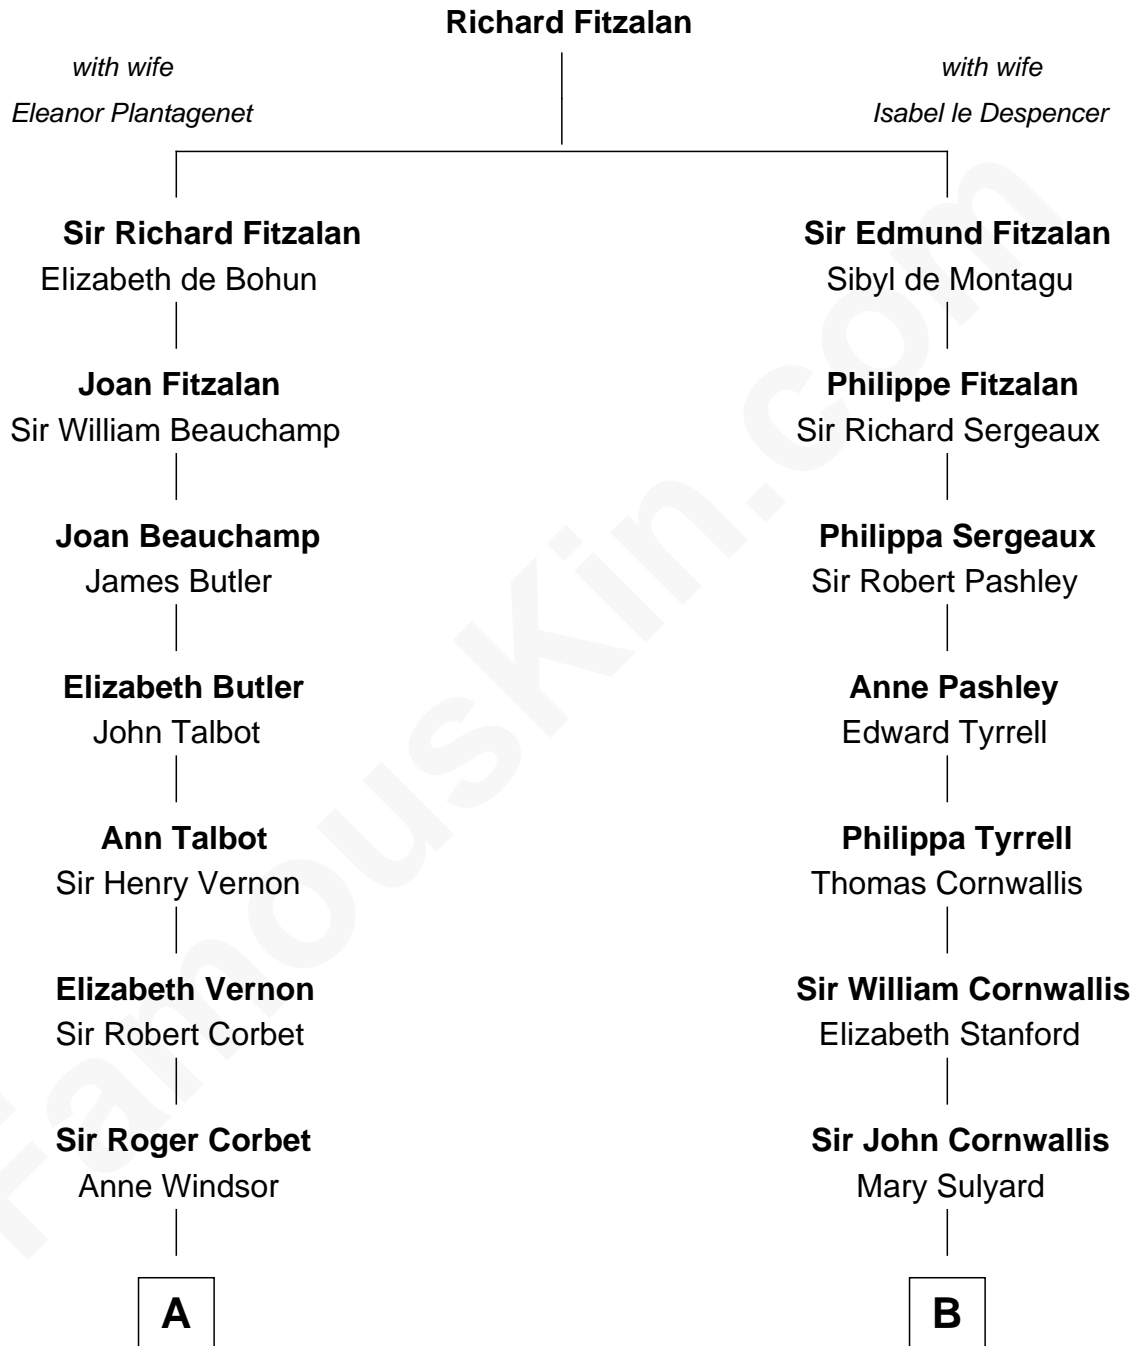 Richard Fitzalan
with wife
Eleanor Plantagenet
with wife
Isabel le Despencer
Sir Richard Fitzalan
Elizabeth de Bohun
Sir Edmund Fitzalan
Sibyl de Montagu
Joan Fitzalan
Sir William Beauchamp
Philippe Fitzalan
Sir Richard Sergeaux
Joan Beauchamp
James Butler
Philippa Sergeaux
Sir Robert Pashley
Elizabeth Butler
John Talbot
Anne Pashley
Edward Tyrrell
Ann Talbot
Sir Henry Vernon
Philippa Tyrrell
Thomas Cornwallis
Elizabeth Vernon
Sir Robert Corbet
Sir William Cornwallis
Elizabeth Stanford
Sir Roger Corbet
Anne Windsor
Sir John Cornwallis
Mary Sulyard
A
B
FamousKin.com